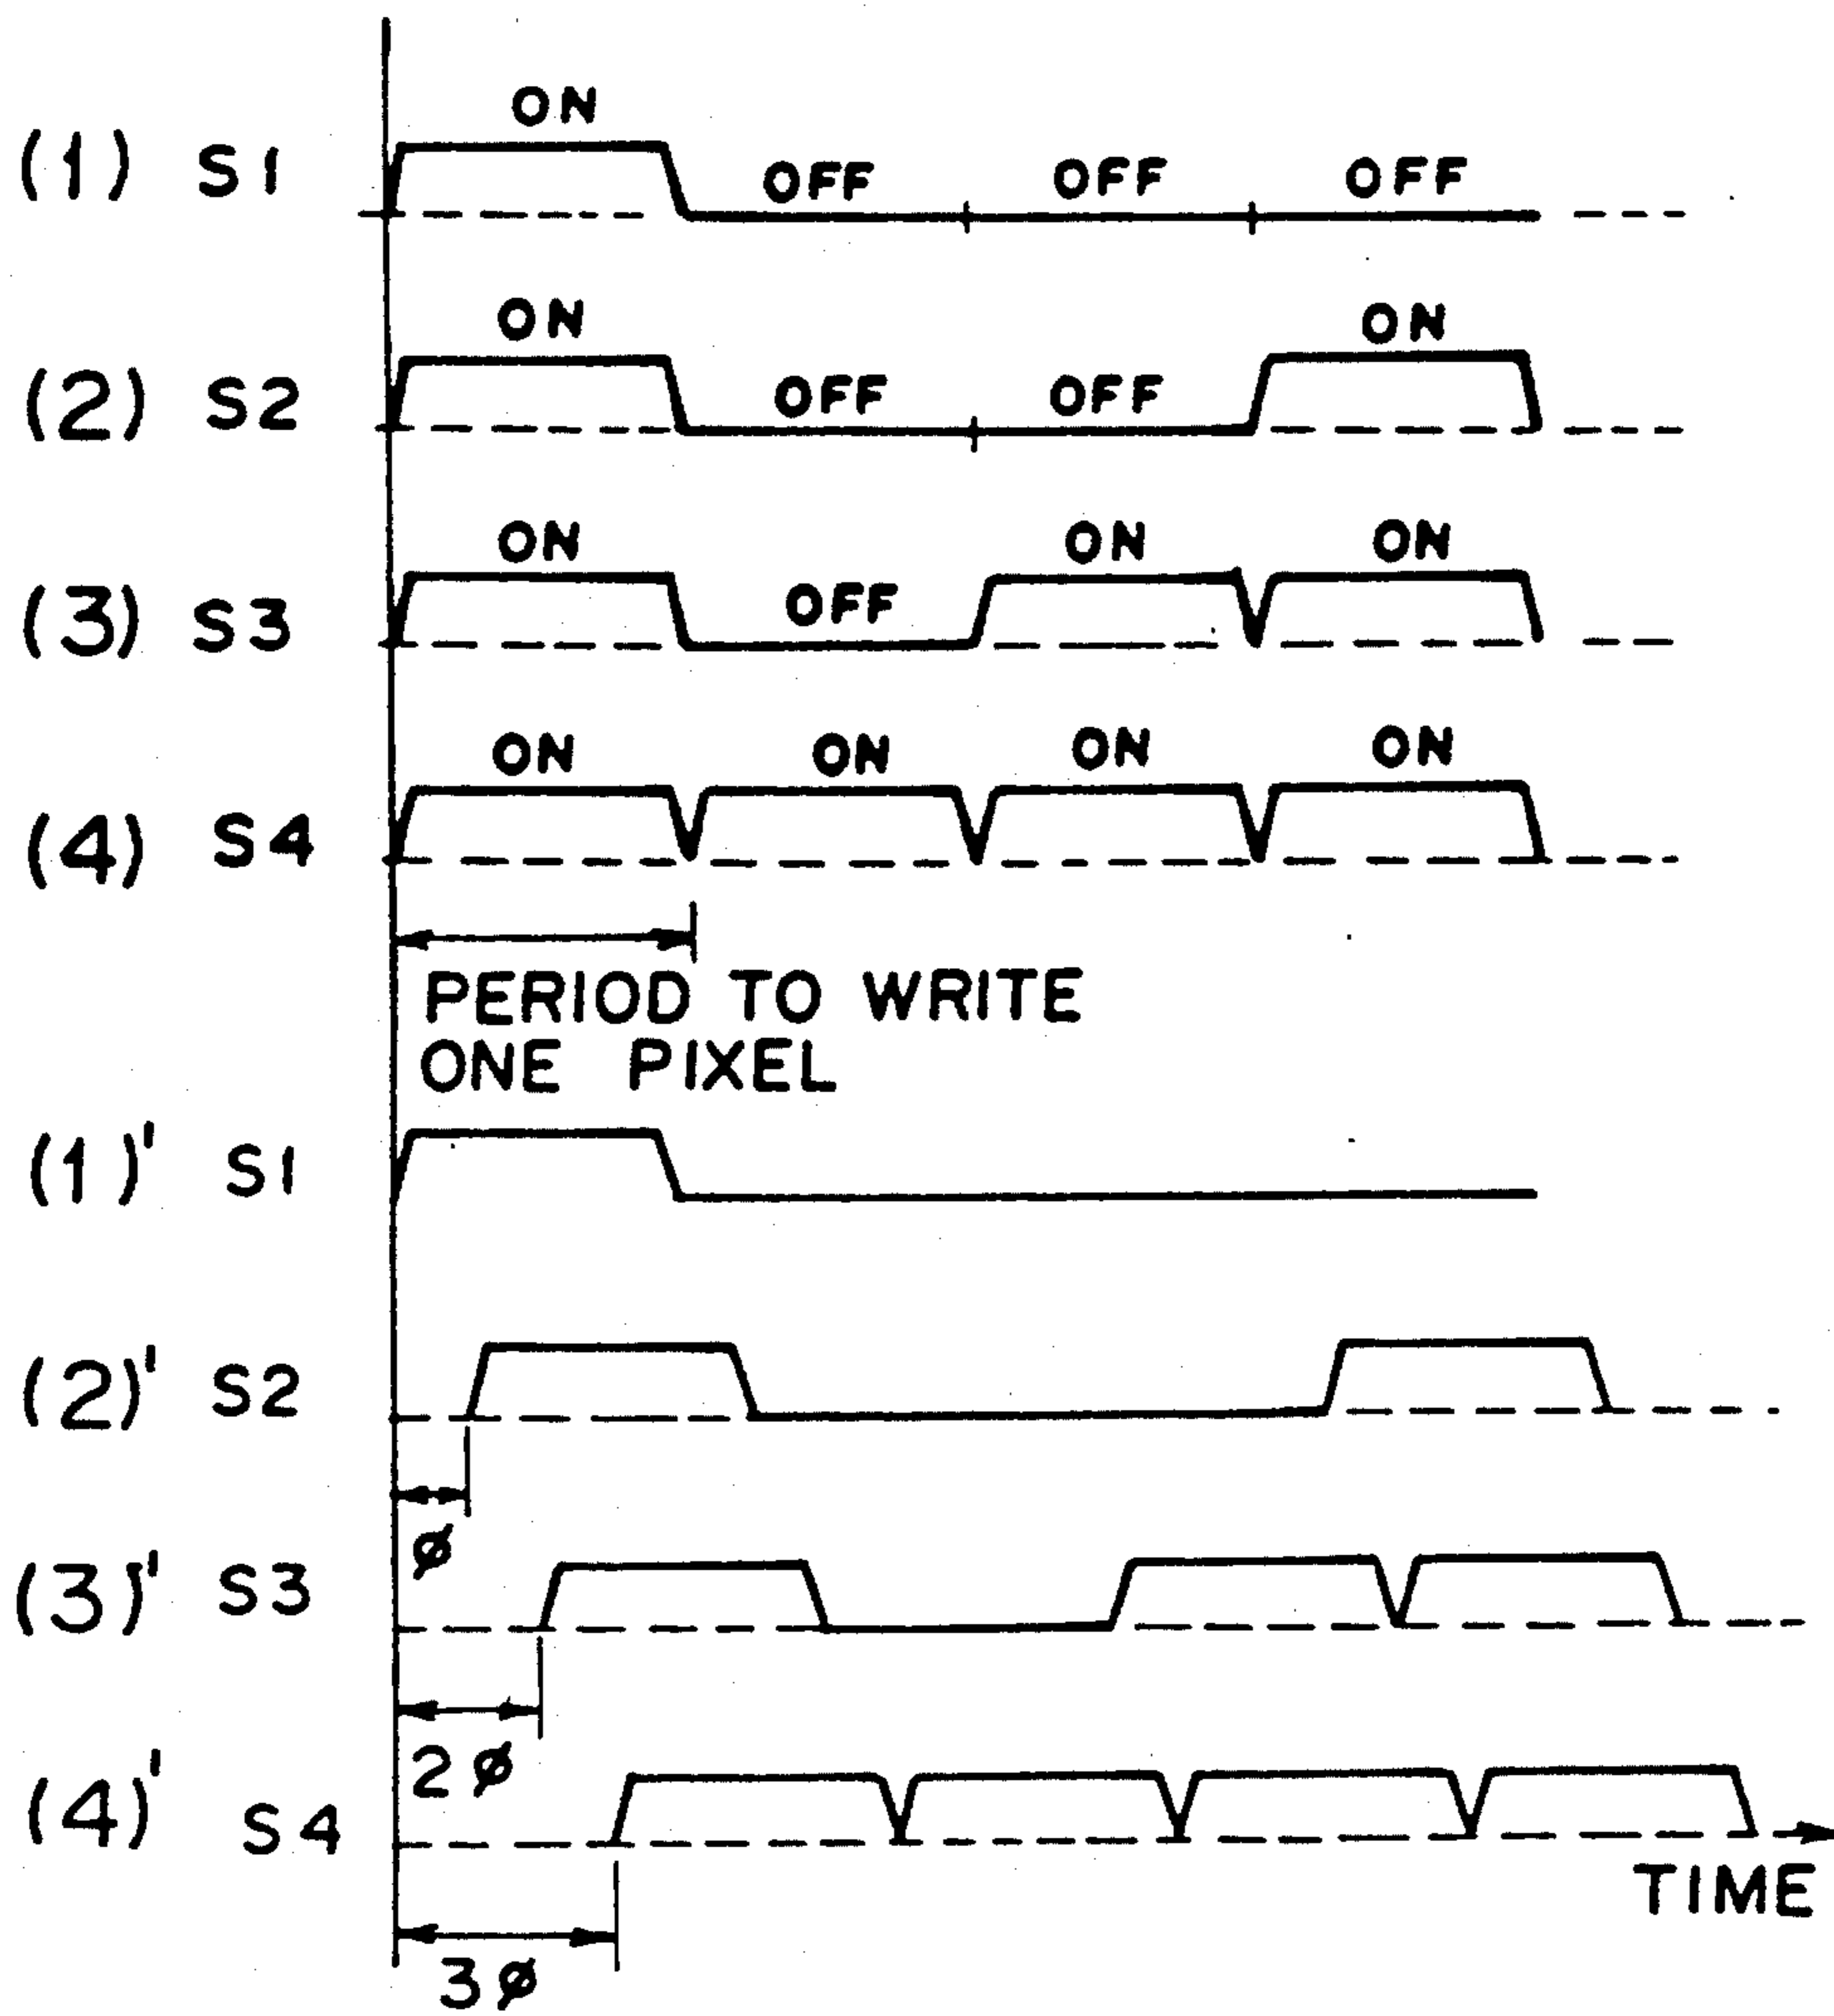 ON
(1) S1 OFF OFF OFF
ON ON
(2) S2 OFF OFF
ON ON ON
(3) S3 OFF
ON ON ON ON
(4) S4
PERIOD TO WRITE
ONE PIXEL
(1)' S1
(2)' S2
ø
(3)' S3
2ø
(4)' S4
TIME
3ø